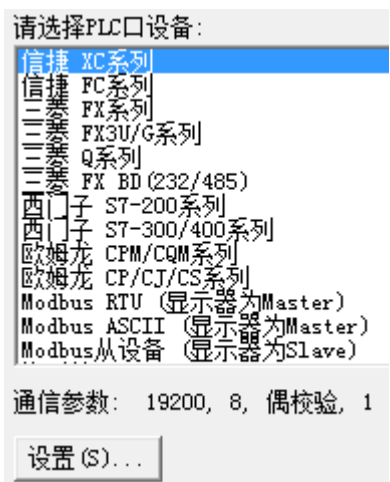 请选择PLC口设备:
信捷 XC系列
信捷 FC系列
三菱 FX系列
三菱 FX3U/G系列
三菱 Q系列
三菱 FX BD(232/485)
西门子 S7-200系列
西门子 S7-300/400系列
欧姆龙 CPM/CQM系列
欧姆龙 CP/CJ/CS系列
Modbus RTU (显示器为Master)
Modbus ASCII (显示器为Master)
Modbus从设备 (显示器为Slave)
通信参数: 19200, 8, 偶校验, 1
设置(S)...